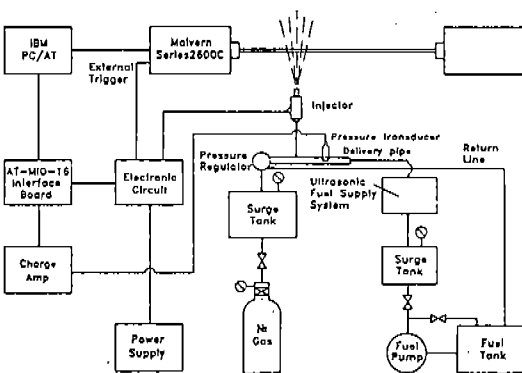 IBM
PC/AT
Malvern
Series2600C
External
Trigger
Injector
Pressure transducer
Delivery pipe
Pressure
Regulator
Return
Line
AT-MIO-16
Interface
Board
Electronic
Circuit
Ultrasonic
Fuel Supply
System
Surge
Tank
Charge
Amp
Surge
Tank
N₂
Gas
Power
Supply
Fuel
Pump
Fuel
Tank